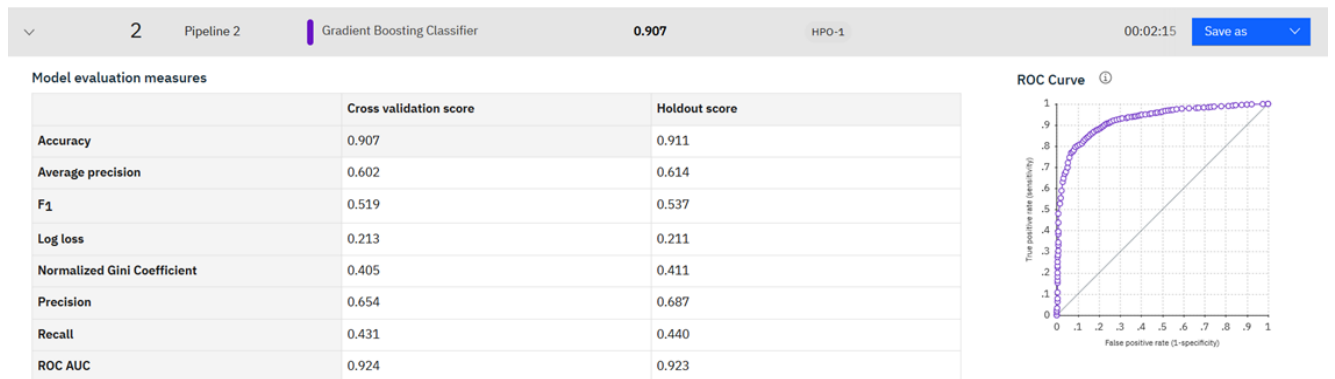 2 Pipeline 2 Gradient Boosting Classifier 0.907 HPO-1 00:02:15 Save as
Model evaluation measures
Cross validation score Holdout score
Accuracy 0.907 0.911
Average precision 0.602 0.614
F1 0.519 0.537
Log loss 0.213 0.211
Normalized Gini Coefficient 0.405 0.411
Precision 0.654 0.687
Recall 0.431 0.440
ROC AUC 0.924 0.923
ROC Curve
True positive rate (sensitivity)
1
.9
.8
.7
.6
.5
.4
.3
.2
.1
0
0 .1 .2 .3 .4 .5 .6 .7 .8 .9 1
False positive rate (1-specificity)